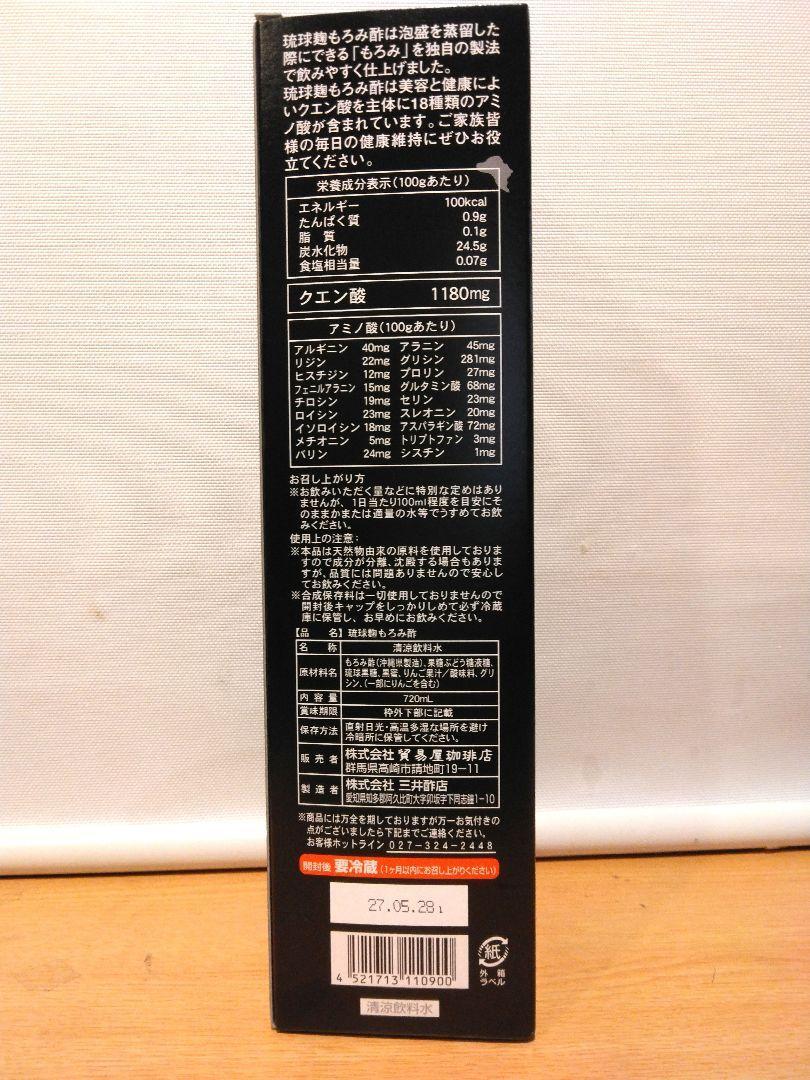 琉球麹もろみ酢は泡盛を蒸留した
際にできる「もろみ」を独自の製法
で飲みやすく仕上げました。
琉球麹もろみ酢は美容と健康によ
いクエン酸を主体に18種類のアミ
ノ酸が含まれています。ご家族皆
様の毎日の健康維持にぜひお役
立てください。
栄養成分表示(100gあたり)
エネルギー 100kcal
たんぱく質 0.9g
脂 質 0.1g
炭水化物 24.5g
食塩相当量 0.07g
クエン酸 1180mg
アミノ酸(100gあたり)
アルギニン 40mg アラニン 45mg
リジン 22mg グリシン 281mg
ヒスチジン 12mg プロリン 27mg
フェニルアラニン 15mg グルタミン酸 68mg
チロシン 19mg セリン 23mg
ロイシン 23mg スレオニン 20mg
イソロイシン 18mg アスパラギン酸 72mg
メチオニン 5mg トリプトファン 3mg
バリン 24mg シスチン 1mg
お召し上がり方
※お飲みいただく量などに特別な定めはあり
ませんが、1日当たり100ml程度を目安にそ
のままかまたは適量の水等でうすめてお飲
みください。
使用上の注意:
※本品は天然物由来の原料を使用しておりま
すので成分が分離、沈殿する場合もありま
すが、品質には問題ありませんので安心し
てお飲みください。
※合成保存料は一切使用しておりませんので
開封後キャップをしっかりしめて必ず冷蔵
庫に保管し、お早めにお飲みください。
【品 名】琉球麹もろみ酢
名 称 清涼飲料水
原材料名 もろみ酢(沖縄県製造)、果糖ぶどう糖液糖、
琉球黒糖、黒蜜、りんご果汁/酸味料、グリ
シン、(一部にりんごを含む)
内容量 720mL
賞味期限 枠外下部に記載
保存方法 直射日光・高温多湿な場所を避け
冷暗所に保管してください。
販売者 株式会社 貿易屋珈琲店
群馬県高崎市請地町19-11
製造者 株式会社 三井酢店
愛知県知多郡阿久比町大字卯坂字下同志鐘1-10
※商品には万全を期しておりますが万一お気付きの
点がございましたら下記までご連絡ください。
お客様ホットライン 027-324-2448
開封後 要冷蔵 (1ヶ月以内にお召し上がりください)
27.05.28 1
4 521713 110900
紙
外箱
ラベル
清涼飲料水